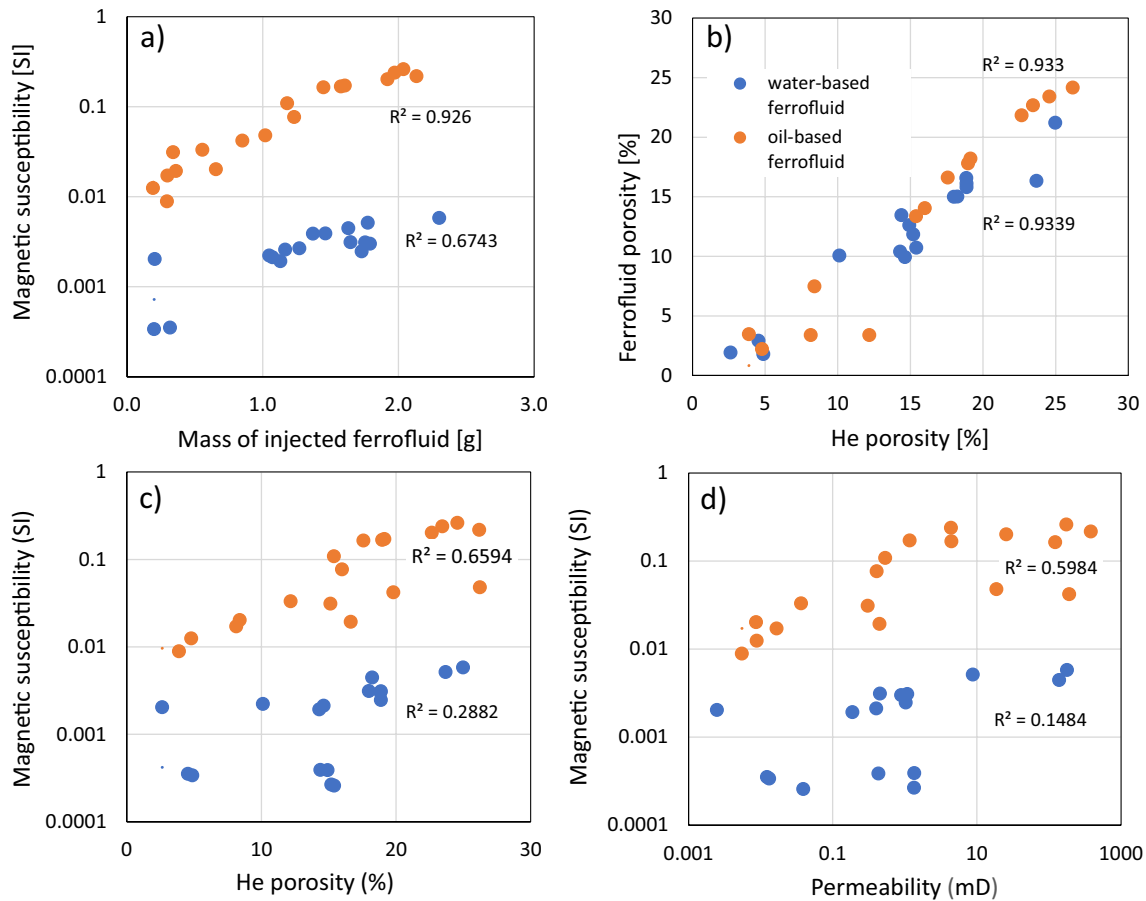 a)
Magnetic susceptibility [SI]
1
0.1
0.01
0.001
0.0001
R² = 0.926
R² = 0.6743
0.0
1.0
2.0
3.0
Mass of injected ferrofluid [g]
b)
Ferrofluid porosity [%]
30
25
20
15
10
5
0
R² = 0.933
water-based
ferrofluid
oil-based
ferrofluid
R² = 0.9339
0
5
10
15
20
25
30
He porosity [%]
c)
Magnetic susceptibility (SI)
1
0.1
0.01
0.001
0.0001
R² = 0.6594
R² = 0.2882
0
10
20
30
He porosity (%)
d)
Magnetic susceptibility (SI)
1
0.1
0.01
0.001
0.0001
R² = 0.5984
R² = 0.1484
0.001
0.1
10
1000
Permeability (mD)